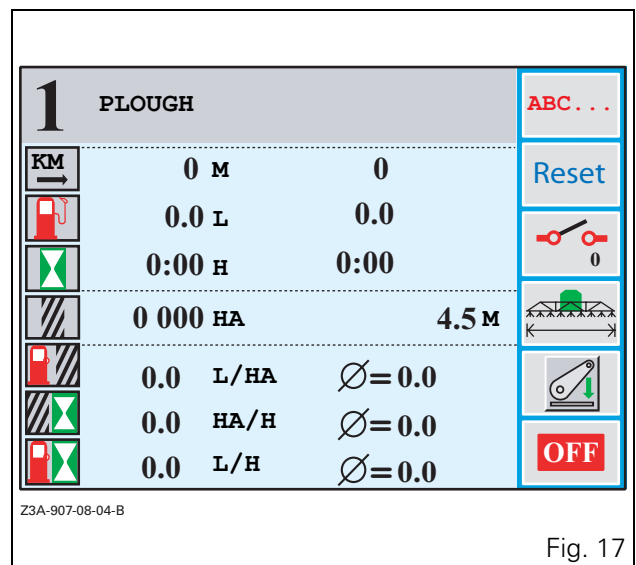 1 PLOUGH ABC...
KM 0 M 0 Reset
0.0 L 0.0
0:00 H 0:00 0
0 000 HA 4.5 M
0.0 L/HA Ø=0.0
0.0 HA/H Ø=0.0
0.0 L/H Ø=0.0 OFF
Z3A-907-08-04-B
Fig. 17